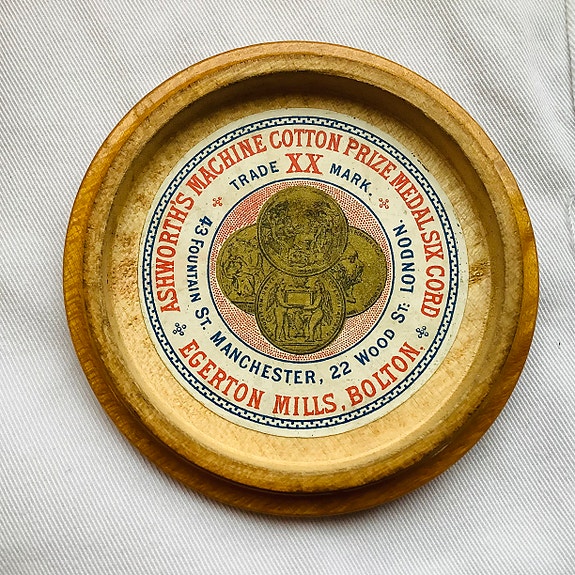 ASHWORTH'S MACHINE COTTON PRIZE MEDAL SIX CORD
EGERTON MILLS, BOLTON.
TRADE XX MARK.
43 FOUNTAIN ST. MANCHESTER, 22 WOOD ST. LONDON.